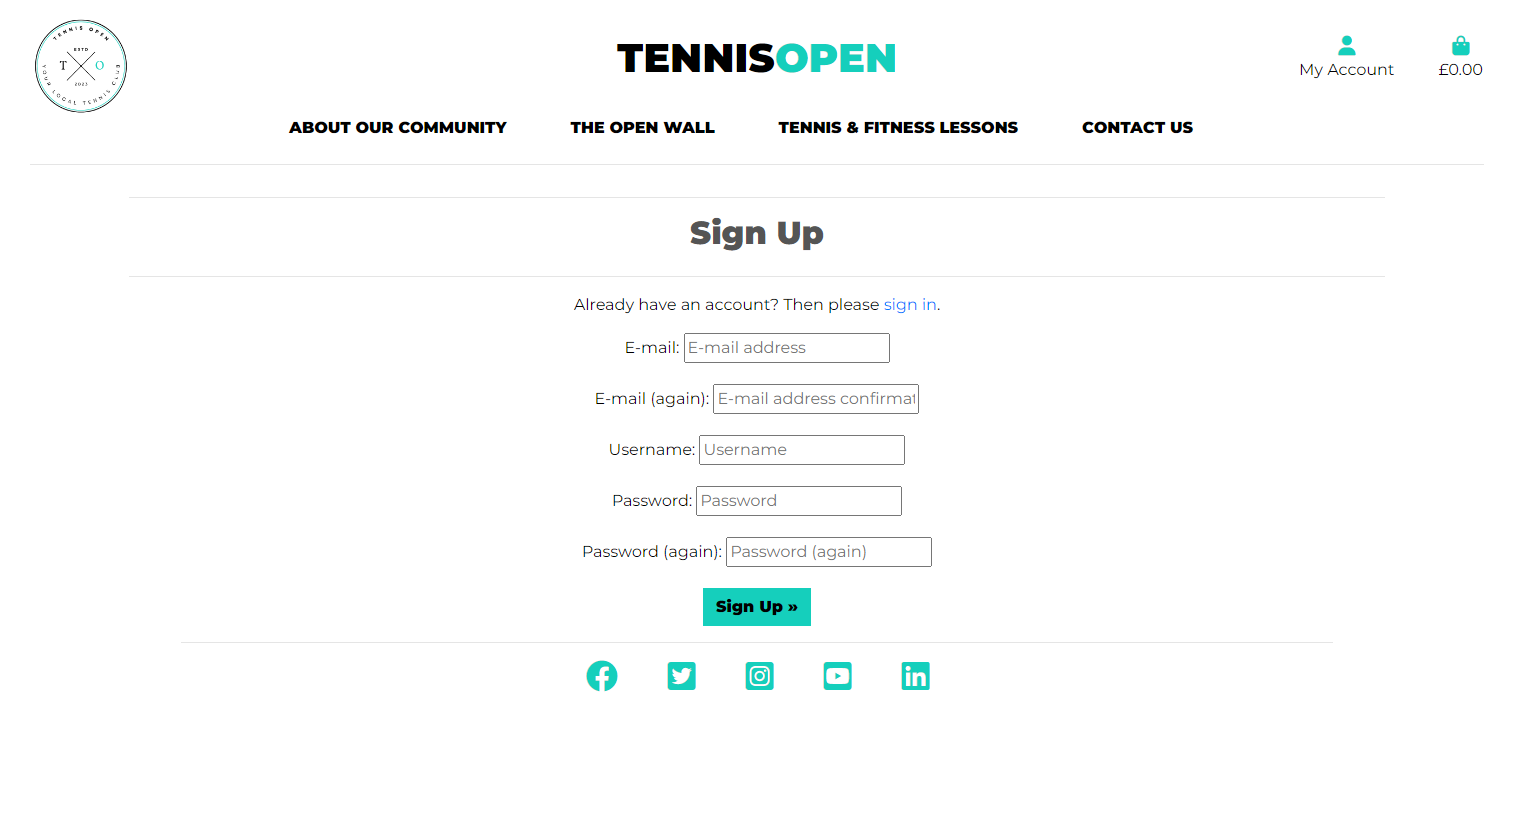 TENNIS OPEN
ESTD
T O
2023
YOUR LOCAL TENNIS CLUB
TENNISOPEN
My Account
£0.00
ABOUT OUR COMMUNITY
THE OPEN WALL
TENNIS & FITNESS LESSONS
CONTACT US
Sign Up
Already have an account? Then please sign in.
E-mail: E-mail address
E-mail (again): E-mail address confirmat
Username: Username
Password: Password
Password (again): Password (again)
Sign Up »